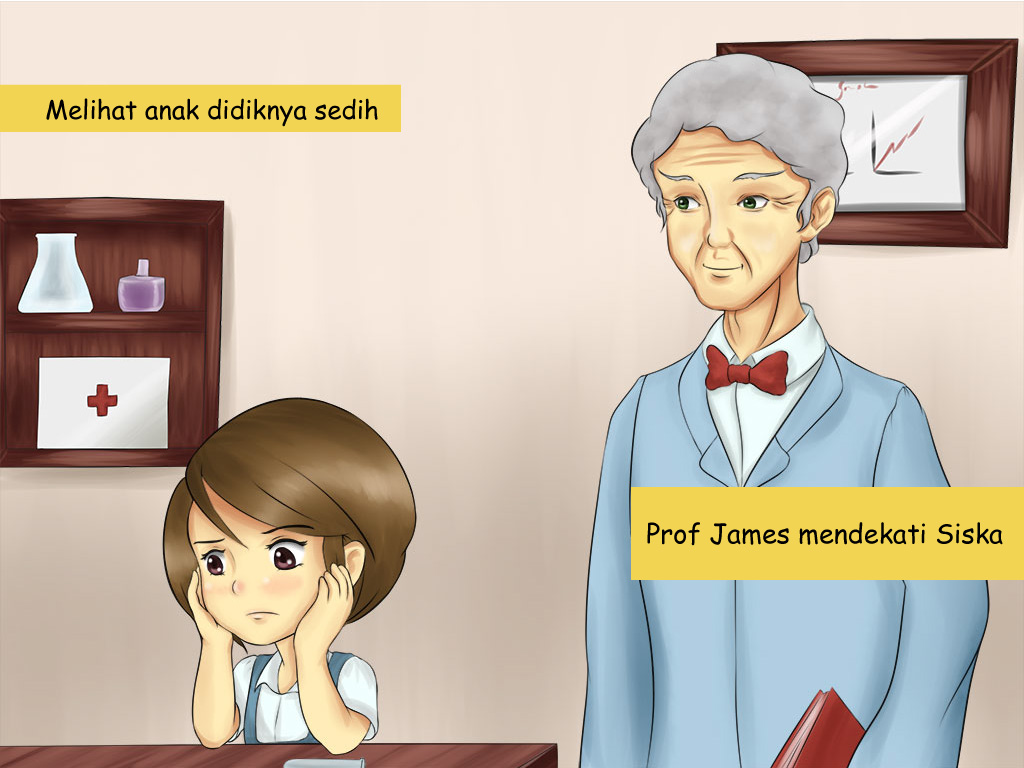 Melihat anak didiknya sedih
Prof James mendekati Siska